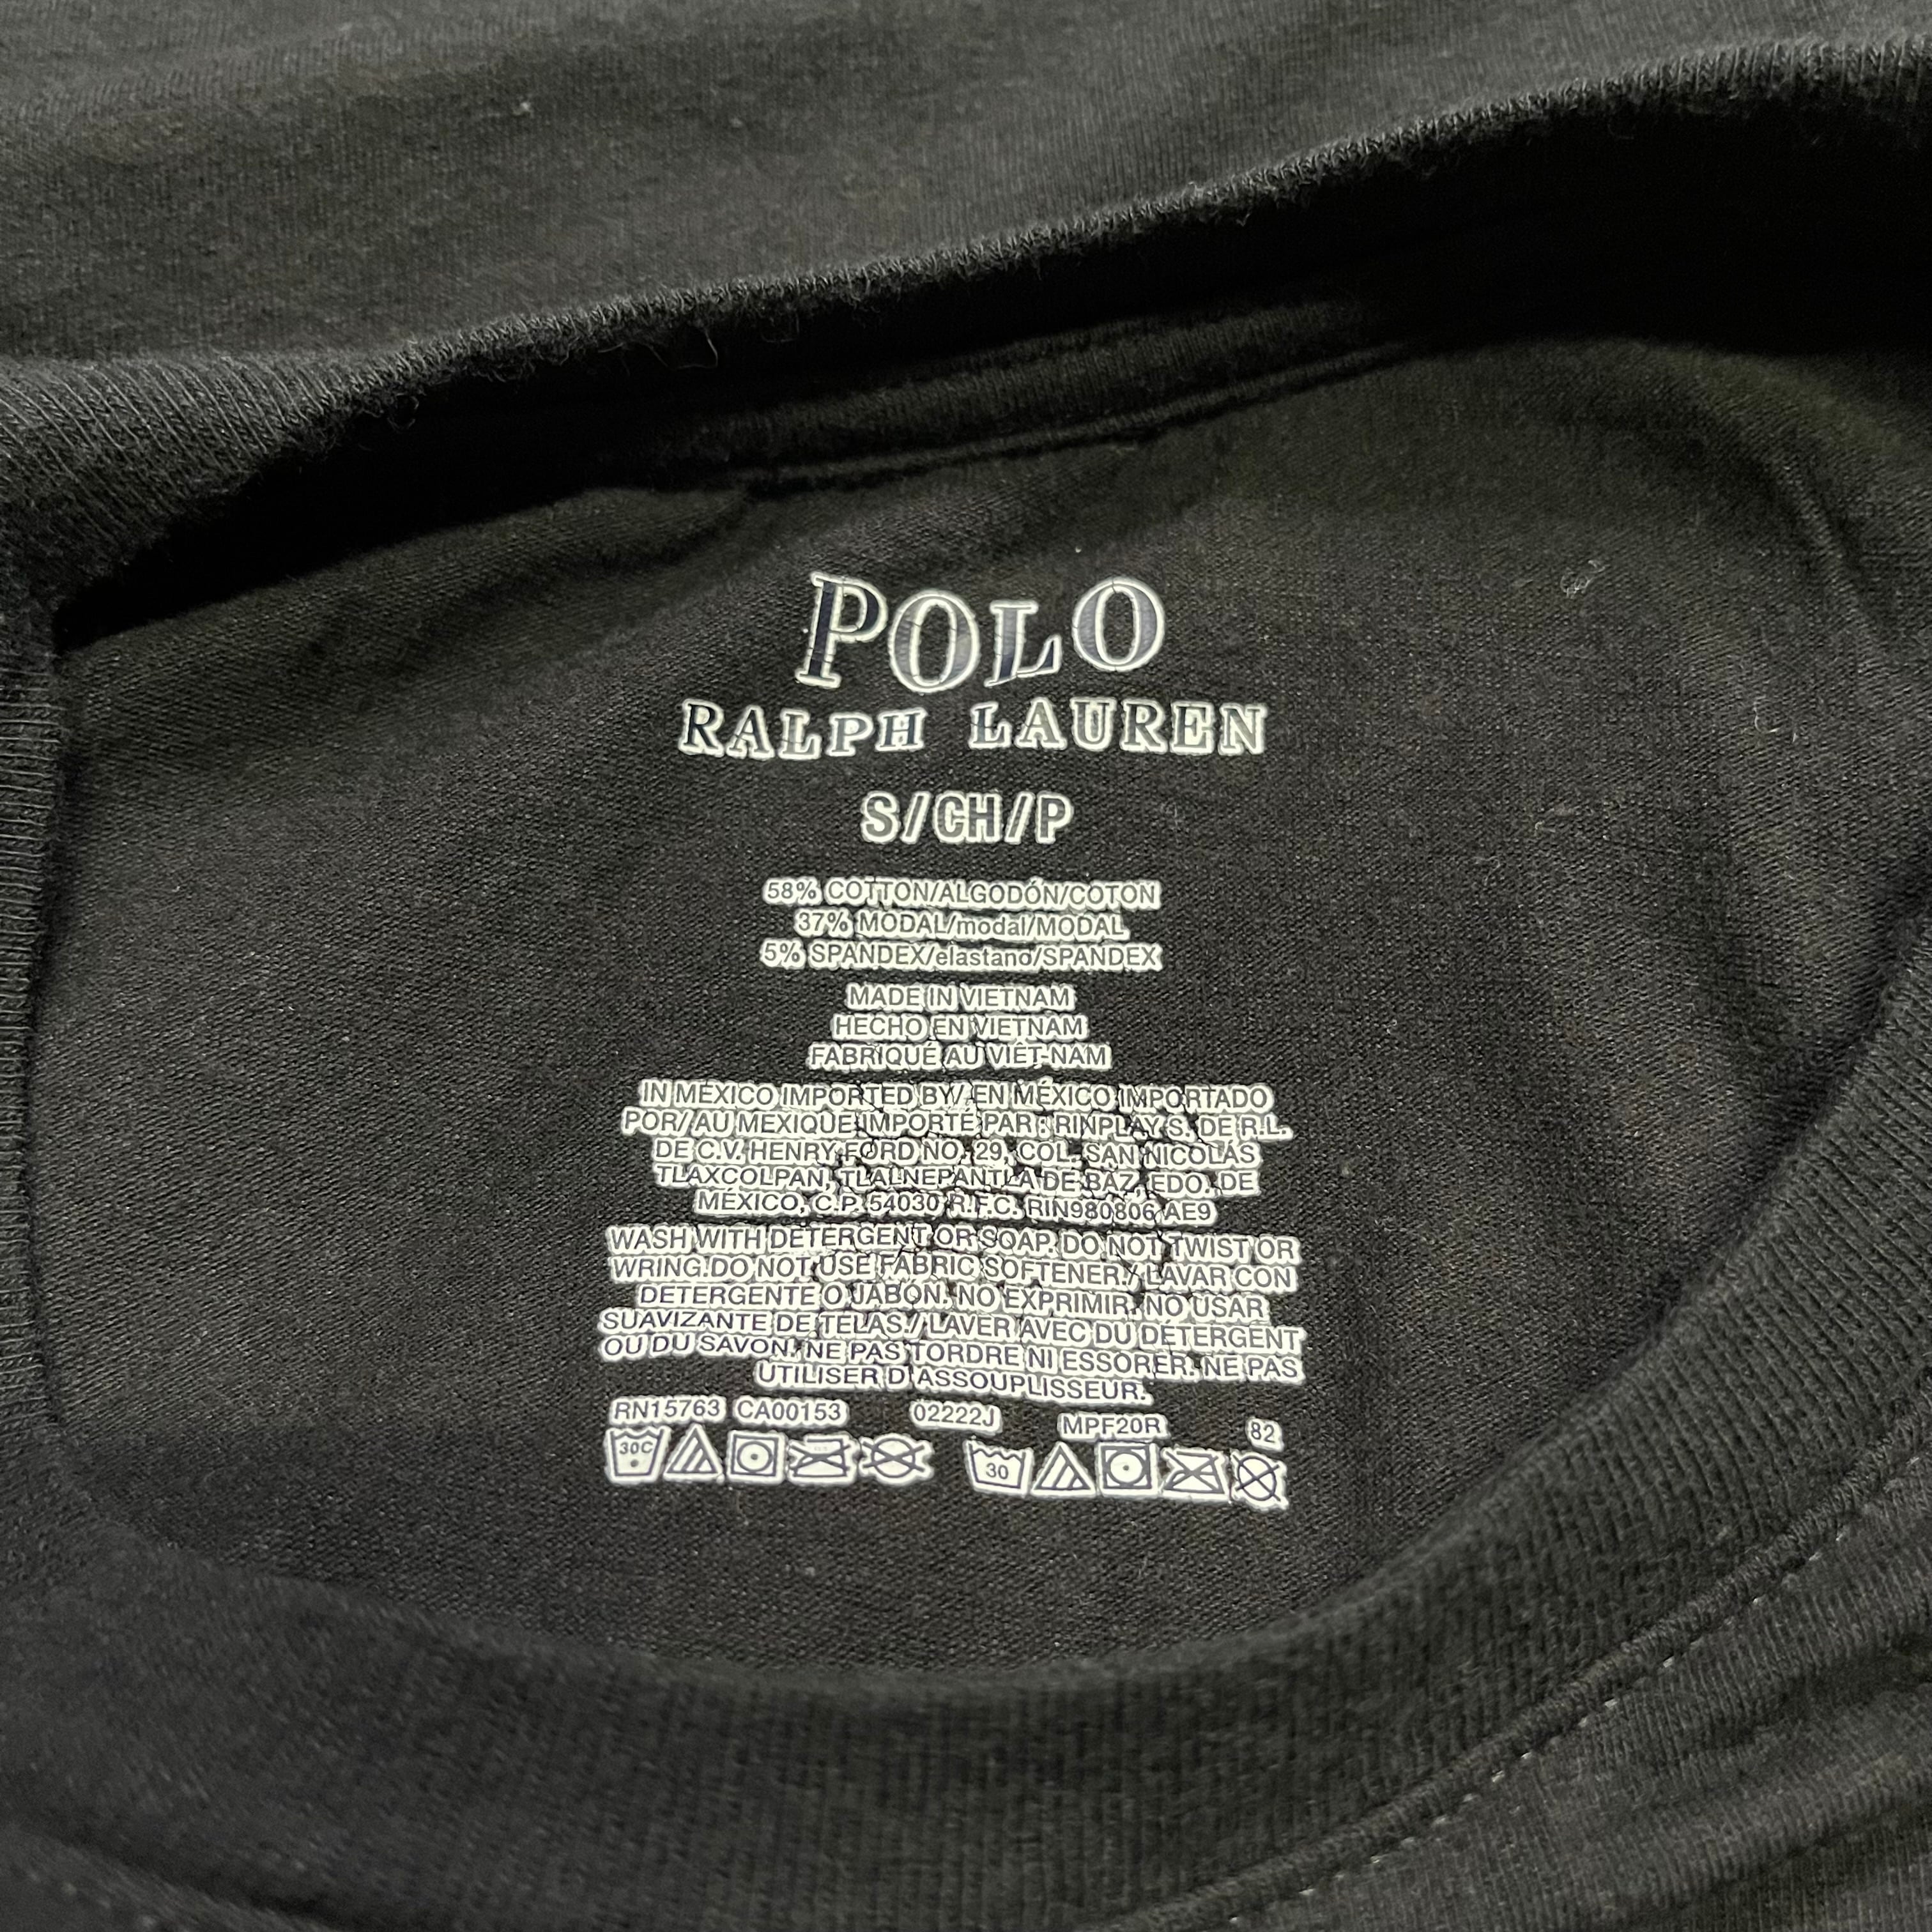 POLO
RALPH LAUREN
S/CH/P
58% COTTON/ALGODÓN/COTON
37% MODAL/modal/MODAL
5% SPANDEX/elastano/SPANDEX
MADE IN VIETNAM
HECHO EN VIETNAM
FABRIQUÉ AU VIÊT-NAM
IN MEXICO IMPORTED BY/ EN MÉXICO IMPORTADO
POR/ AU MEXIQUE IMPORTÉ PAR : RINPLAY S. DE R.L.
DE C.V. HENRY FORD NO. 29, COL. SAN NICOLÁS
TLAXCOLPAN, TLALNEPANTLA DE BAZ, EDO. DE
MÉXICO, C.P. 54030 R.F.C. RIN980806 AE9
WASH WITH DETERGENT OR SOAP. DO NOT TWIST OR
WRING.DO NOT USE FABRIC SOFTENER./ LAVAR CON
DETERGENTE O JABON. NO EXPRIMIR. NO USAR
SUAVIZANTE DE TELAS./ LAVER AVEC DU DETERGENT
OU DU SAVON. NE PAS TORDRE NI ESSORER. NE PAS
UTILISER D'ASSOUPLISSEUR.
RN15763 CA00153 02222J MPF20R 82
30C 30